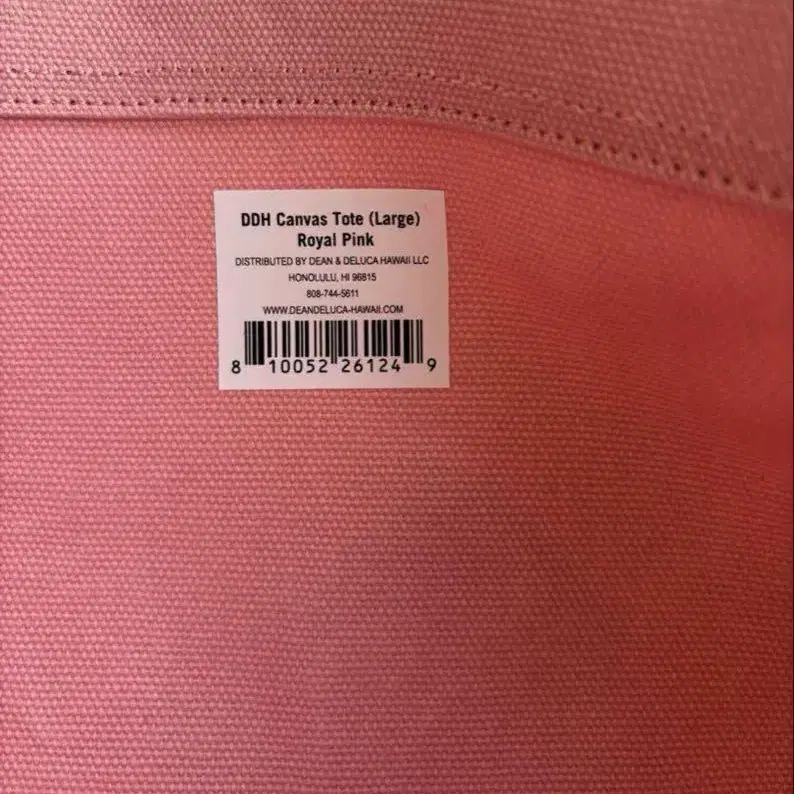 DDH Canvas Tote (Large)
Royal Pink
DISTRIBUTED BY DEAN & DELUCA HAWAII LLC
HONOLULU, HI 96815
808-744-5611
WWW.DEANDELUCA-HAWAII.COM
8 10052 26124 9